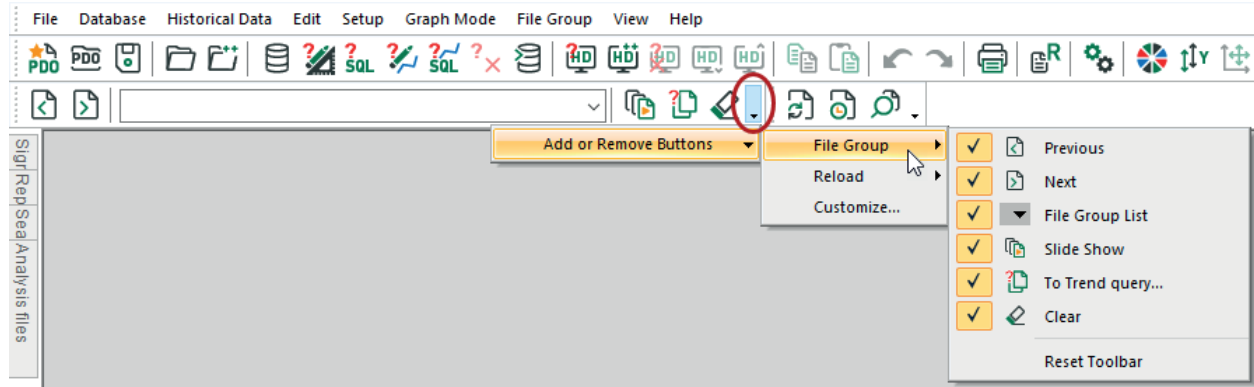 File Database Historical Data Edit Setup Graph Mode File Group View Help
PDO PDO SQL SQL HD HD HD HD HD R Y
Add or Remove Buttons
File Group
Reload
Customize...
Previous
Next
File Group List
Slide Show
To Trend query...
Clear
Reset Toolbar
Sigr
Rep
Sea
Analysis files